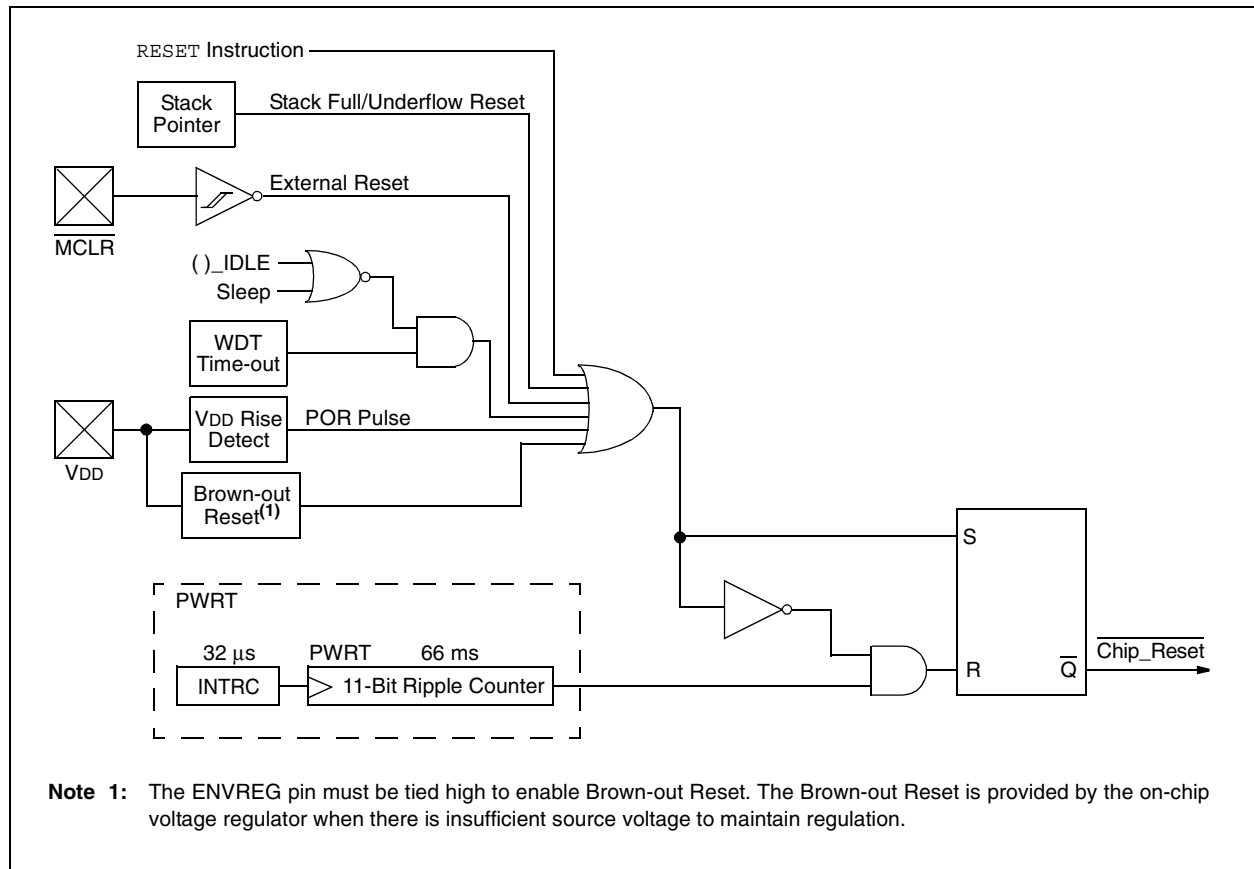 RESET Instruction
Stack
Pointer
Stack Full/Underflow Reset
External Reset
MCLR
( )_IDLE
Sleep
WDT
Time-out
VDD Rise
Detect
POR Pulse
VDD
Brown-out
Reset(1)
S
PWRT
32 μs
PWRT
66 ms
INTRC
11-Bit Ripple Counter
R
Q
Chip_Reset
Note 1: The ENVREG pin must be tied high to enable Brown-out Reset. The Brown-out Reset is provided by the on-chip
voltage regulator when there is insufficient source voltage to maintain regulation.